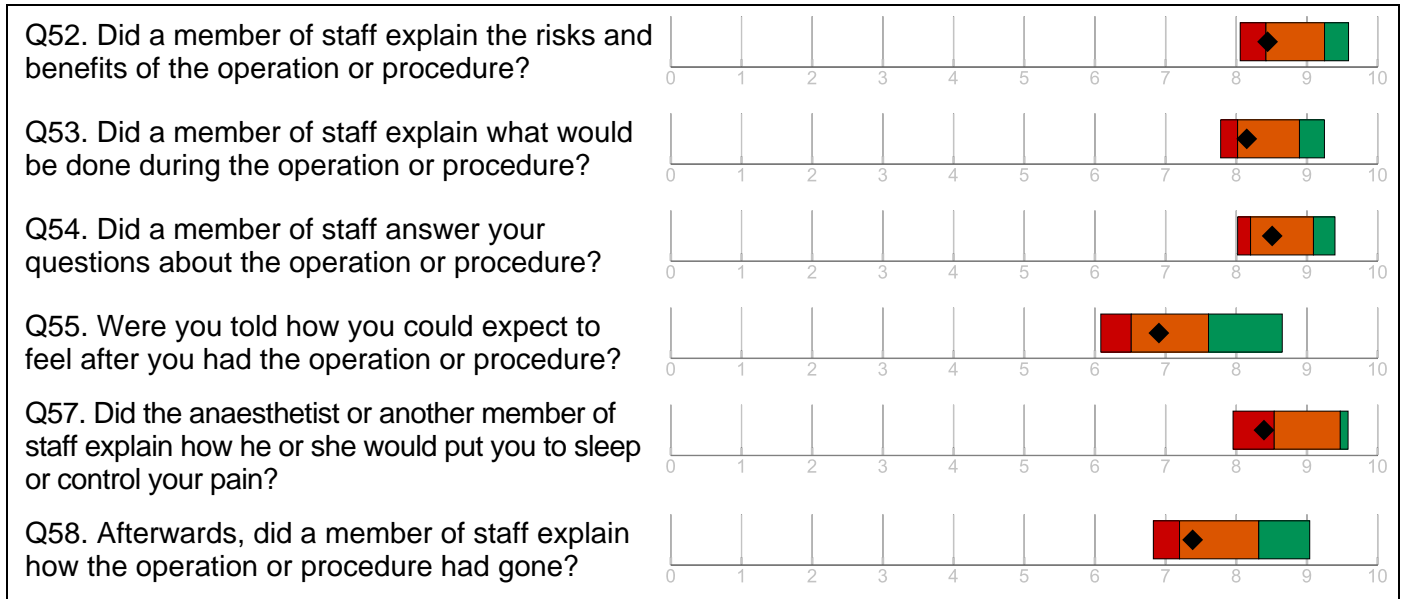 Q52. Did a member of staff explain the risks and
benefits of the operation or procedure?
0 1 2 3 4 5 6 7 8 9 10
Q53. Did a member of staff explain what would
be done during the operation or procedure?
0 1 2 3 4 5 6 7 8 9 10
Q54. Did a member of staff answer your
questions about the operation or procedure?
0 1 2 3 4 5 6 7 8 9 10
Q55. Were you told how you could expect to
feel after you had the operation or procedure?
0 1 2 3 4 5 6 7 8 9 10
Q57. Did the anaesthetist or another member of
staff explain how he or she would put you to sleep
or control your pain?
0 1 2 3 4 5 6 7 8 9 10
Q58. Afterwards, did a member of staff explain
how the operation or procedure had gone?
0 1 2 3 4 5 6 7 8 9 10